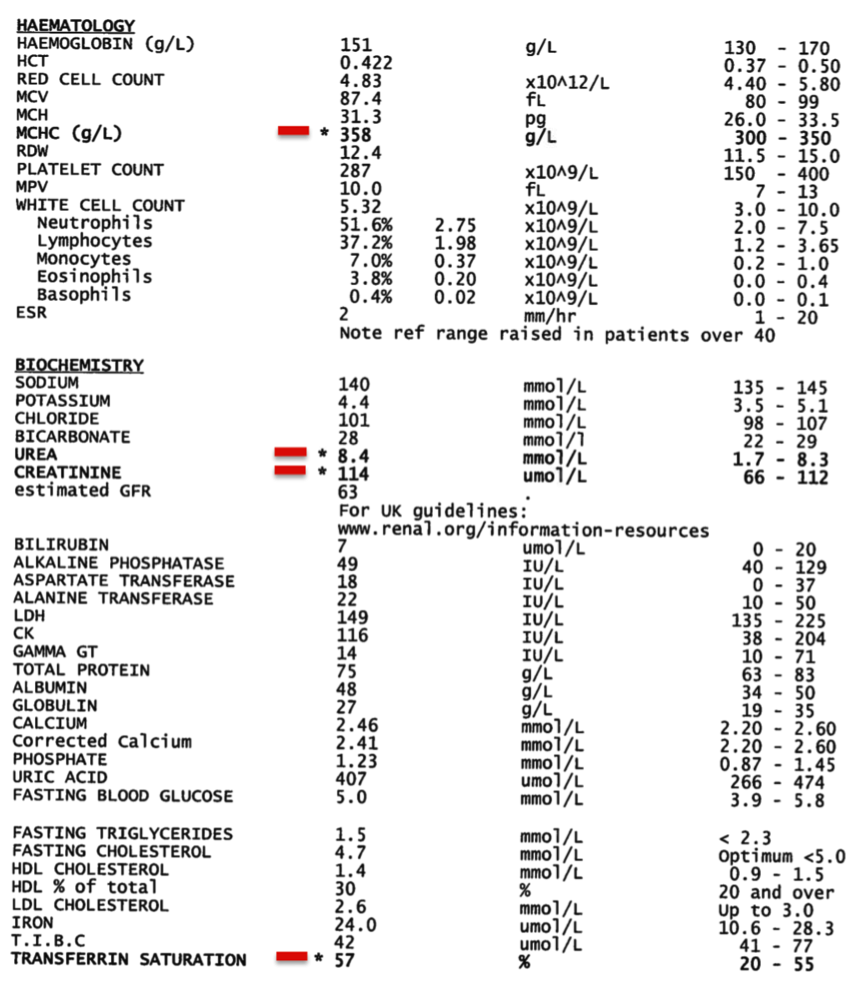 HAEMATOLOGY
HAEMOGLOBIN (g/L) 151 g/L 130 - 170
HCT 0.422 0.37 - 0.50
RED CELL COUNT 4.83 x10^12/L 4.40 - 5.80
MCV 87.4 fL 80 - 99
MCH 31.3 pg 26.0 - 33.5
MCHC (g/L) * 358 g/L 300 - 350
RDW 12.4 11.5 - 15.0
PLATELET COUNT 287 x10^9/L 150 - 400
MPV 10.0 fL 7 - 13
WHITE CELL COUNT 5.32 x10^9/L 3.0 - 10.0
Neutrophils 51.6% 2.75 x10^9/L 2.0 - 7.5
Lymphocytes 37.2% 1.98 x10^9/L 1.2 - 3.65
Monocytes 7.0% 0.37 x10^9/L 0.2 - 1.0
Eosinophils 3.8% 0.20 x10^9/L 0.0 - 0.4
Basophils 0.4% 0.02 x10^9/L 0.0 - 0.1
ESR 2 mm/hr 1 - 20
Note ref range raised in patients over 40
BIOCHEMISTRY
SODIUM 140 mmol/L 135 - 145
POTASSIUM 4.4 mmol/L 3.5 - 5.1
CHLORIDE 101 mmol/L 98 - 107
BICARBONATE 28 mmol/l 22 - 29
UREA * 8.4 mmol/L 1.7 - 8.3
CREATININE * 114 umol/L 66 - 112
estimated GFR 63 .
For UK guidelines:
www.renal.org/information-resources
BILIRUBIN 7 umol/L 0 - 20
ALKALINE PHOSPHATASE 49 IU/L 40 - 129
ASPARTATE TRANSFERASE 18 IU/L 0 - 37
ALANINE TRANSFERASE 22 IU/L 10 - 50
LDH 149 IU/L 135 - 225
CK 116 IU/L 38 - 204
GAMMA GT 14 IU/L 10 - 71
TOTAL PROTEIN 75 g/L 63 - 83
ALBUMIN 48 g/L 34 - 50
GLOBULIN 27 g/L 19 - 35
CALCIUM 2.46 mmol/L 2.20 - 2.60
Corrected Calcium 2.41 mmol/L 2.20 - 2.60
PHOSPHATE 1.23 mmol/L 0.87 - 1.45
URIC ACID 407 umol/L 266 - 474
FASTING BLOOD GLUCOSE 5.0 mmol/L 3.9 - 5.8
FASTING TRIGLYCERIDES 1.5 mmol/L < 2.3
FASTING CHOLESTEROL 4.7 mmol/L Optimum <5.0
HDL CHOLESTEROL 1.4 mmol/L 0.9 - 1.5
HDL % of total 30 % 20 and over
LDL CHOLESTEROL 2.6 mmol/L Up to 3.0
IRON 24.0 umol/L 10.6 - 28.3
T.I.B.C 42 umol/L 41 - 77
TRANSFERRIN SATURATION * 57 % 20 - 55